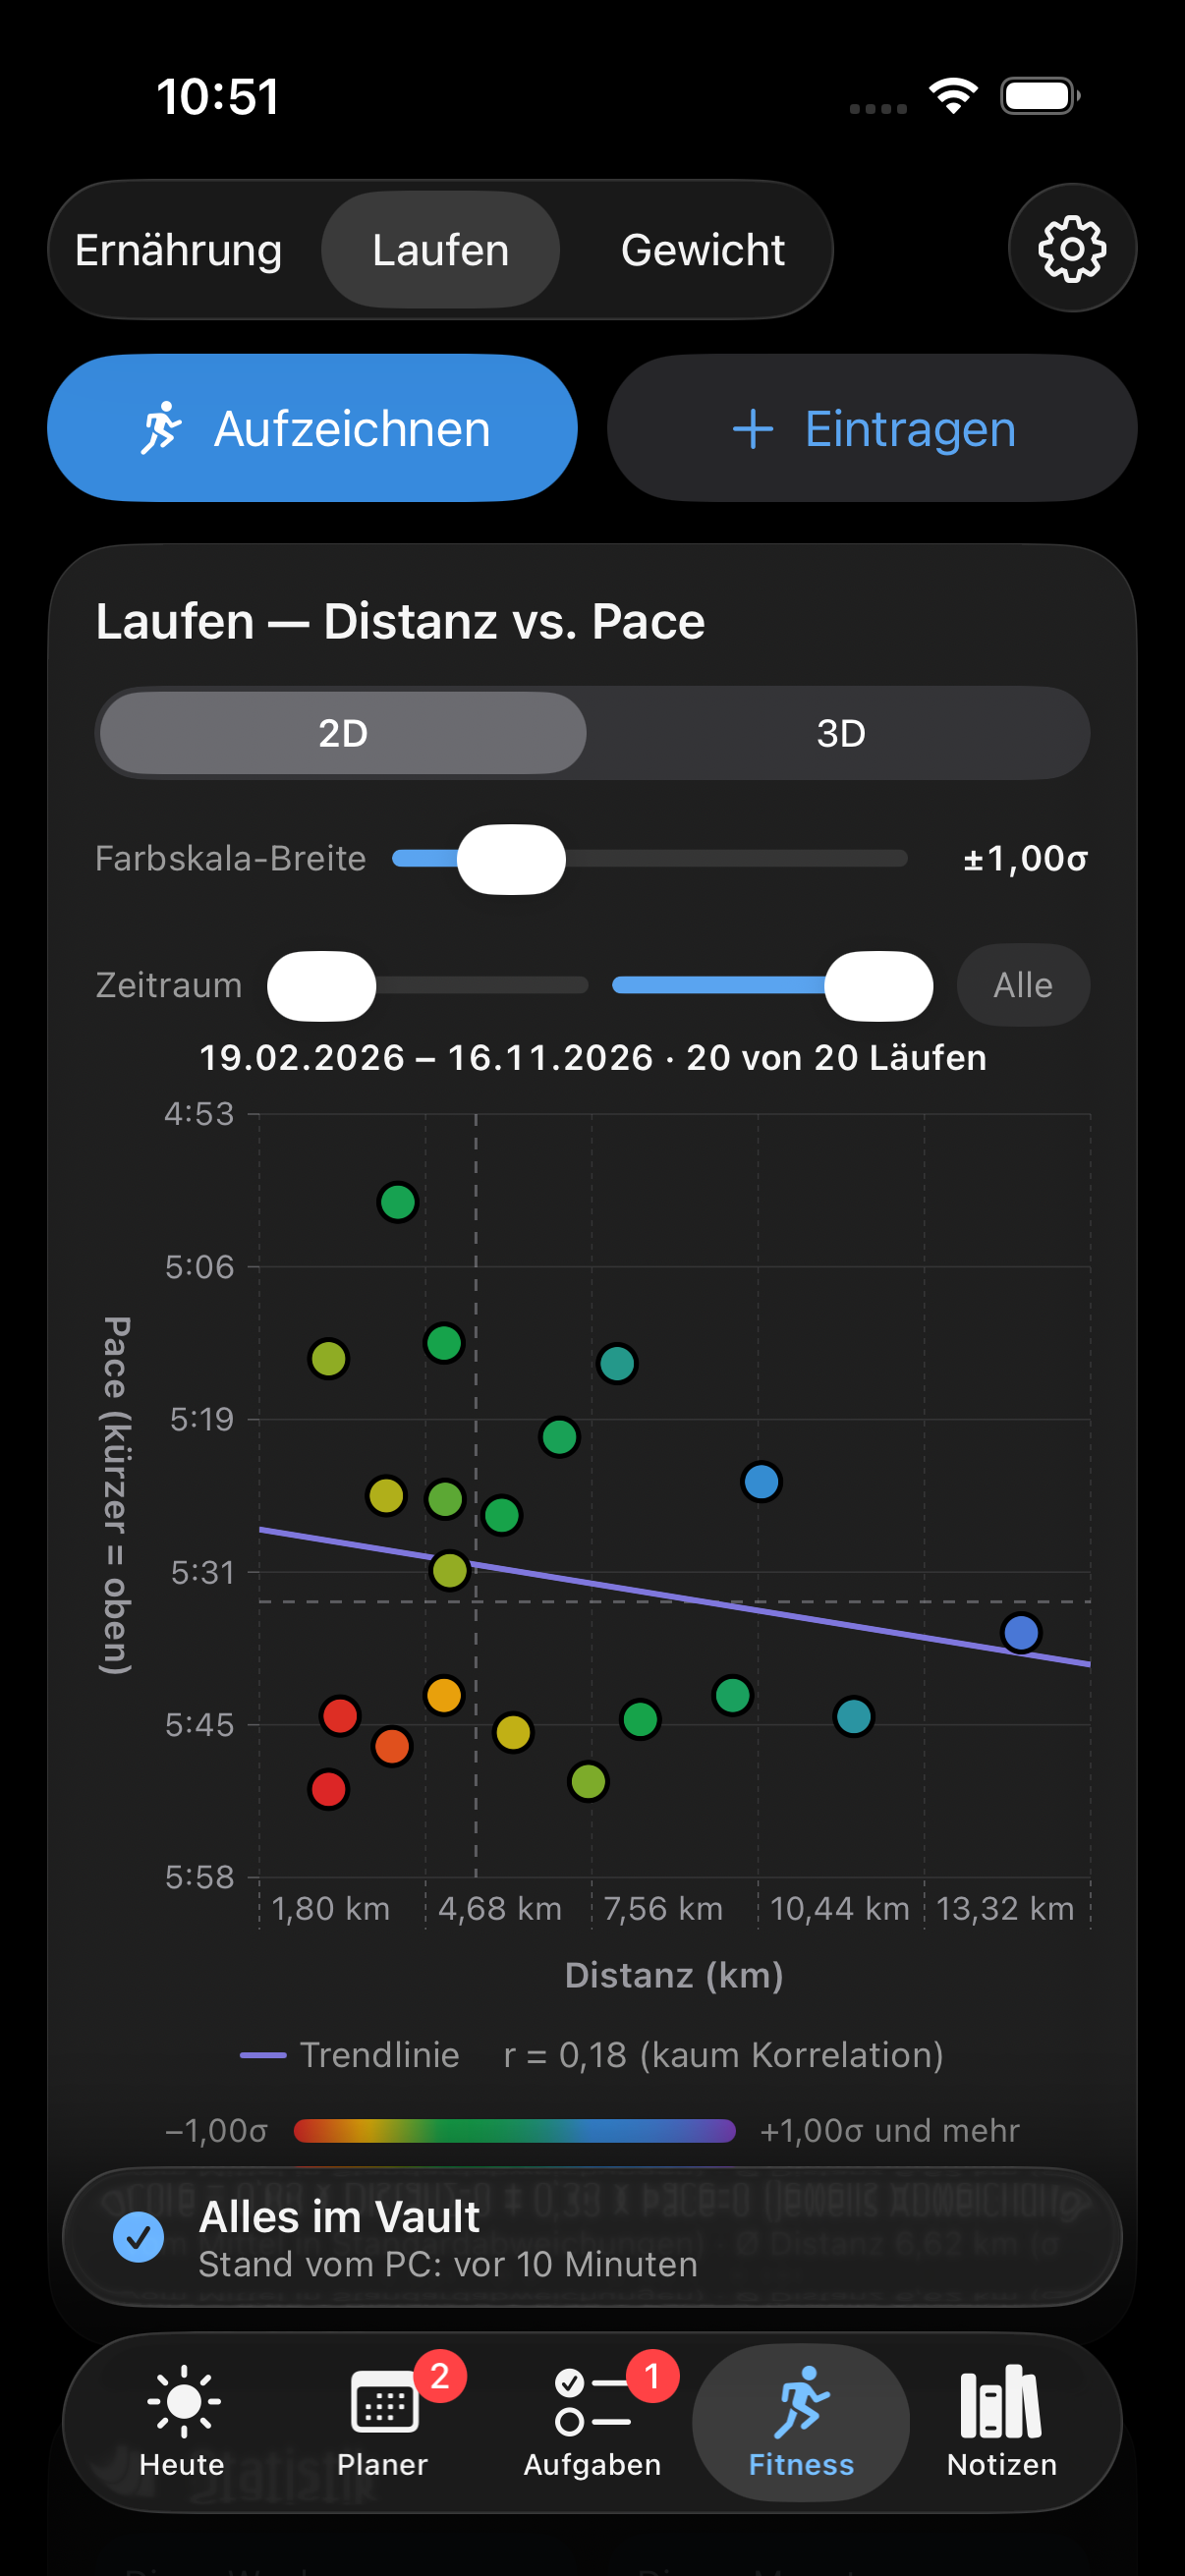 10:51
Ernährung Laufen Gewicht
Aufzeichnen + Eintragen
Laufen — Distanz vs. Pace
2D 3D
Farbskala-Breite ±1,00σ
Zeitraum Alle
19.02.2026 – 16.11.2026 · 20 von 20 Läufen
4:53
5:06
5:19
5:31
5:45
5:58
Pace (kürzer = oben)
1,80 km 4,68 km 7,56 km 10,44 km 13,32 km
Distanz (km)
Trendlinie r = 0,18 (kaum Korrelation)
−1,00σ +1,00σ und mehr
Alles im Vault
Stand vom PC: vor 10 Minuten
2 1
Heute Planer Aufgaben Fitness Notizen
Statistik